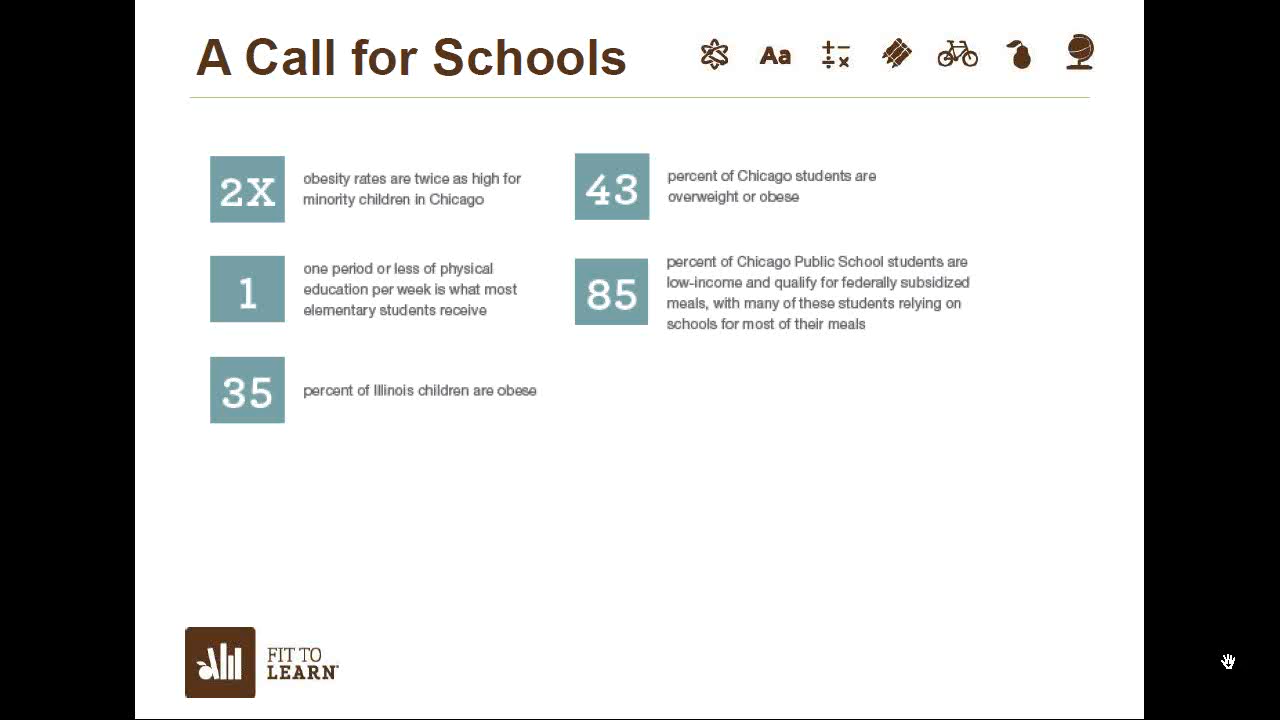 A Call for Schools
Aa
2X
obesity rates are twice as high for
minority children in Chicago
1
one period or less of physical
education per week is what most
elementary students receive
35
percent of Illinois children are obese
43
percent of Chicago students are
overweight or obese
85
percent of Chicago Public School students are
low-income and qualify for federally subsidized
meals, with many of these students relying on
schools for most of their meals
FIT TO
LEARN